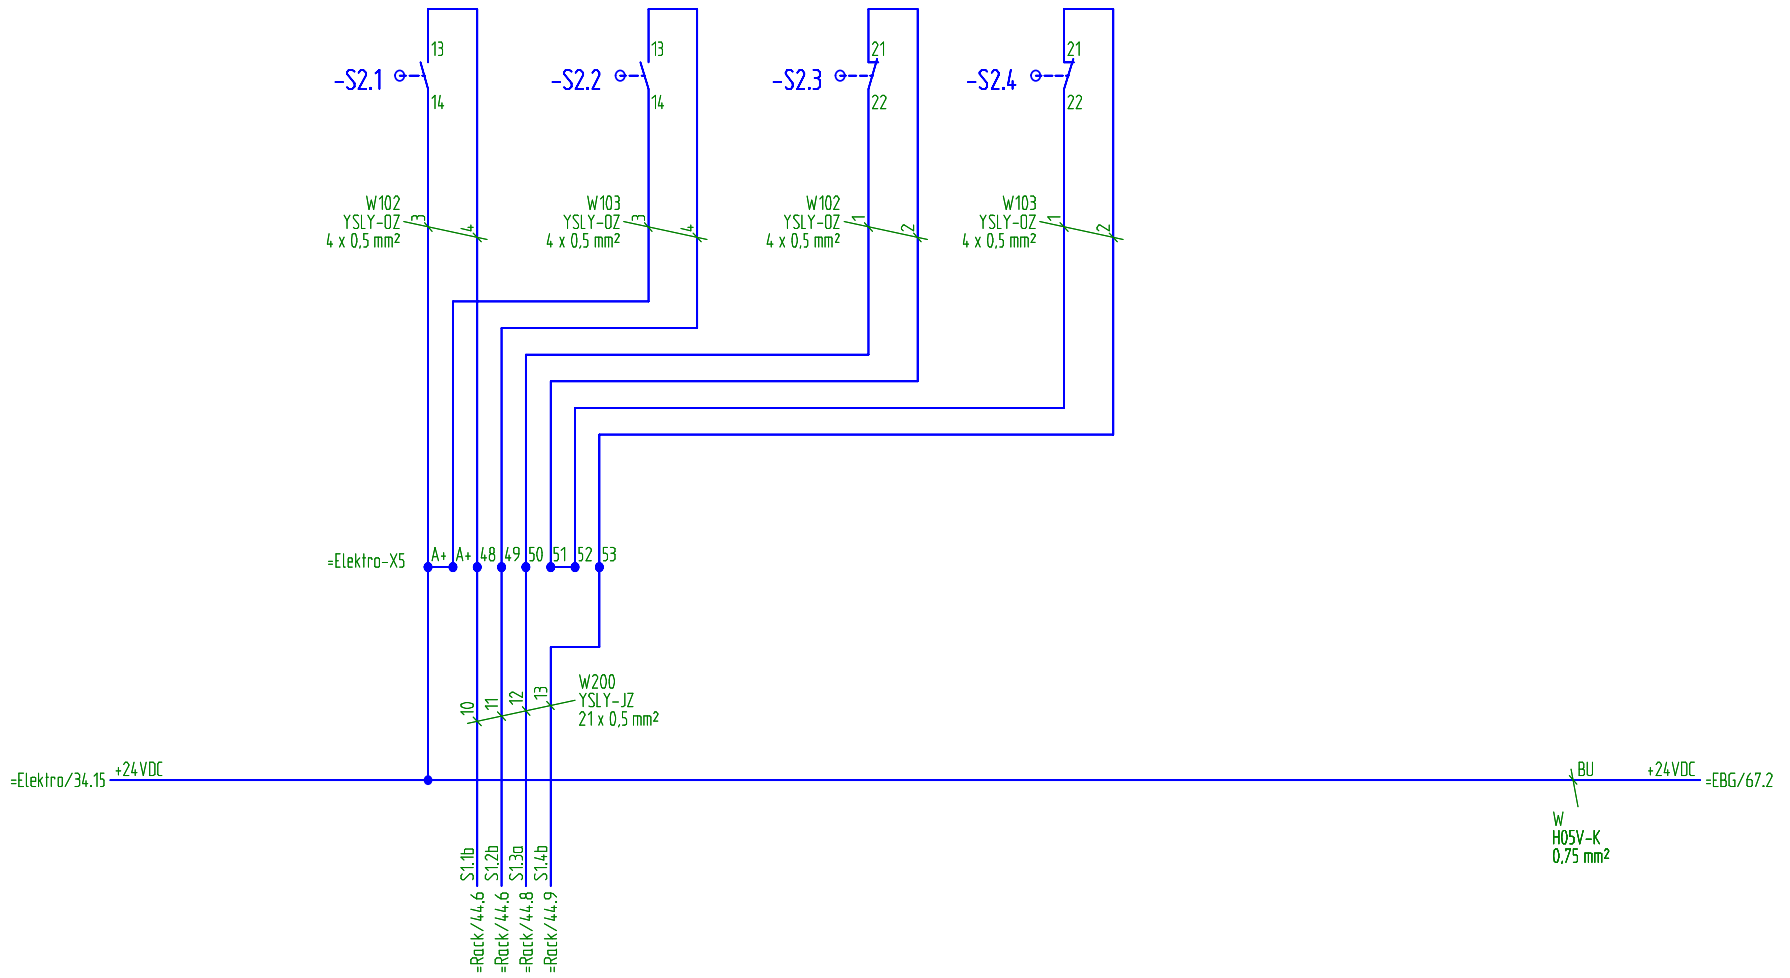 13
13
21
21
-S2.1
-S2.2
-S2.3
-S2.4
14
14
22
22
W102
YSLY-OZ
4 x 0,5 mm²
3
4
W103
YSLY-OZ
4 x 0,5 mm²
3
4
W102
YSLY-OZ
4 x 0,5 mm²
1
2
W103
YSLY-OZ
4 x 0,5 mm²
1
2
=Elektro-X5
A+ A+ 48 49 50 51 52 53
10
11
12
13
W200
YSLY-JZ
21 x 0,5 mm²
=Elektro/34.15
+24VDC
BU
+24VDC
=EBG/67.2
W
H05V-K
0,75 mm²
S1.1b
S1.2b
S1.3a
S1.4b
=Rack/44.6
=Rack/44.6
=Rack/44.8
=Rack/44.9